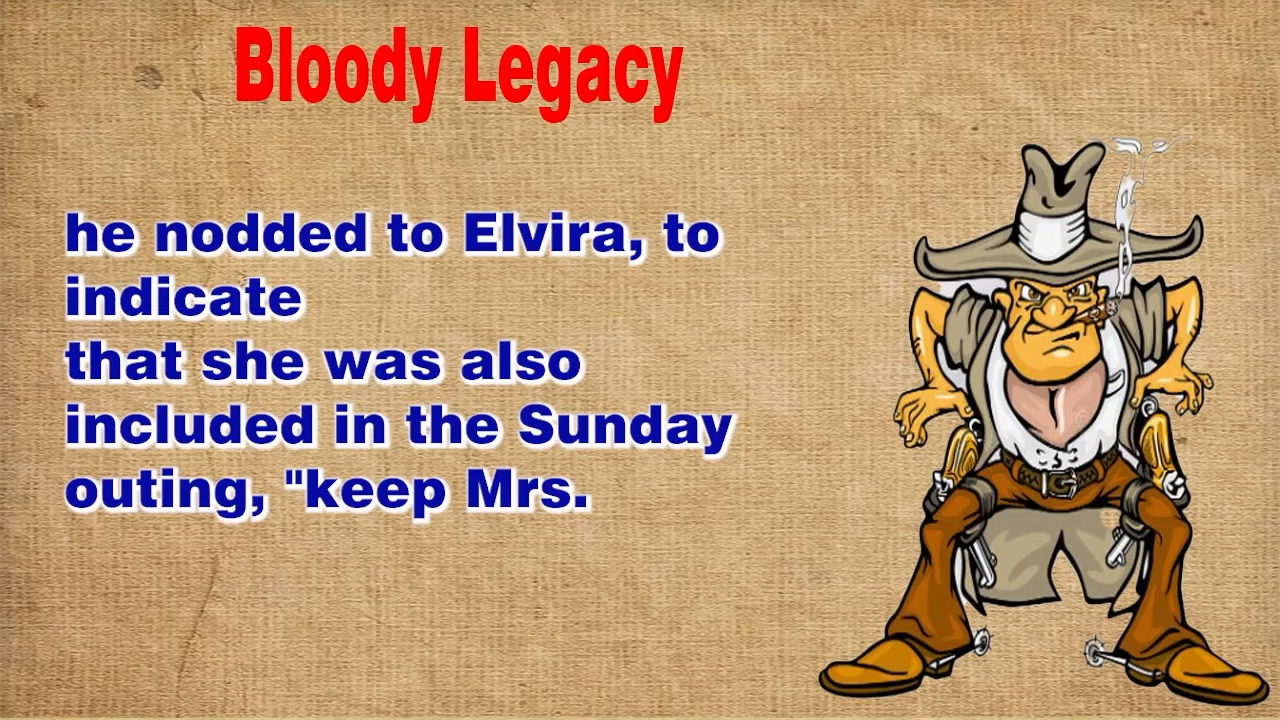 Bloody Legacy
he nodded to Elvira, to
indicate
that she was also
included in the Sunday
outing, "keep Mrs.